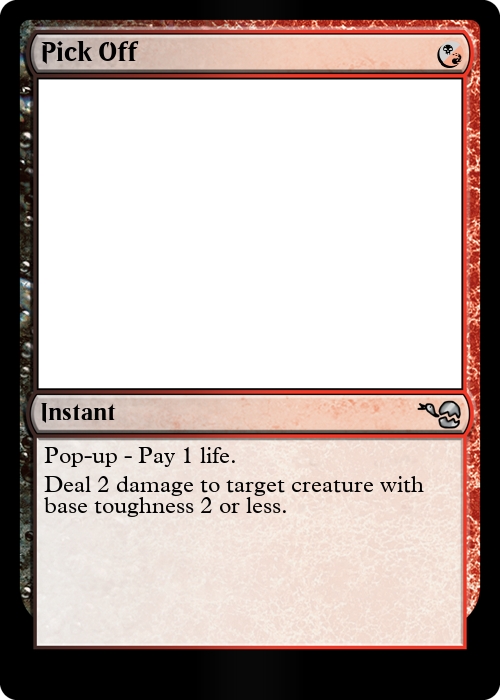 Pick Off
Instant
Pop-up - Pay 1 life.
Deal 2 damage to target creature with
base toughness 2 or less.